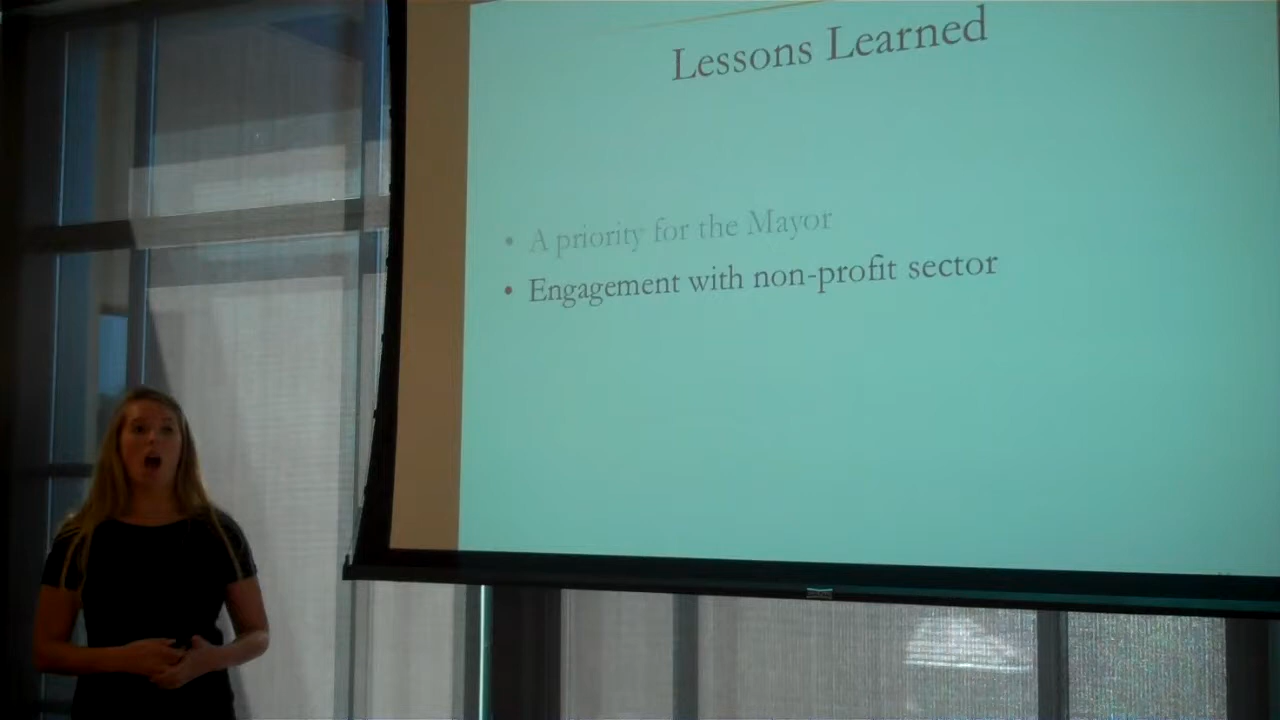 Lessons Learned
• A priority for the Mayor
• Engagement with non-profit sector